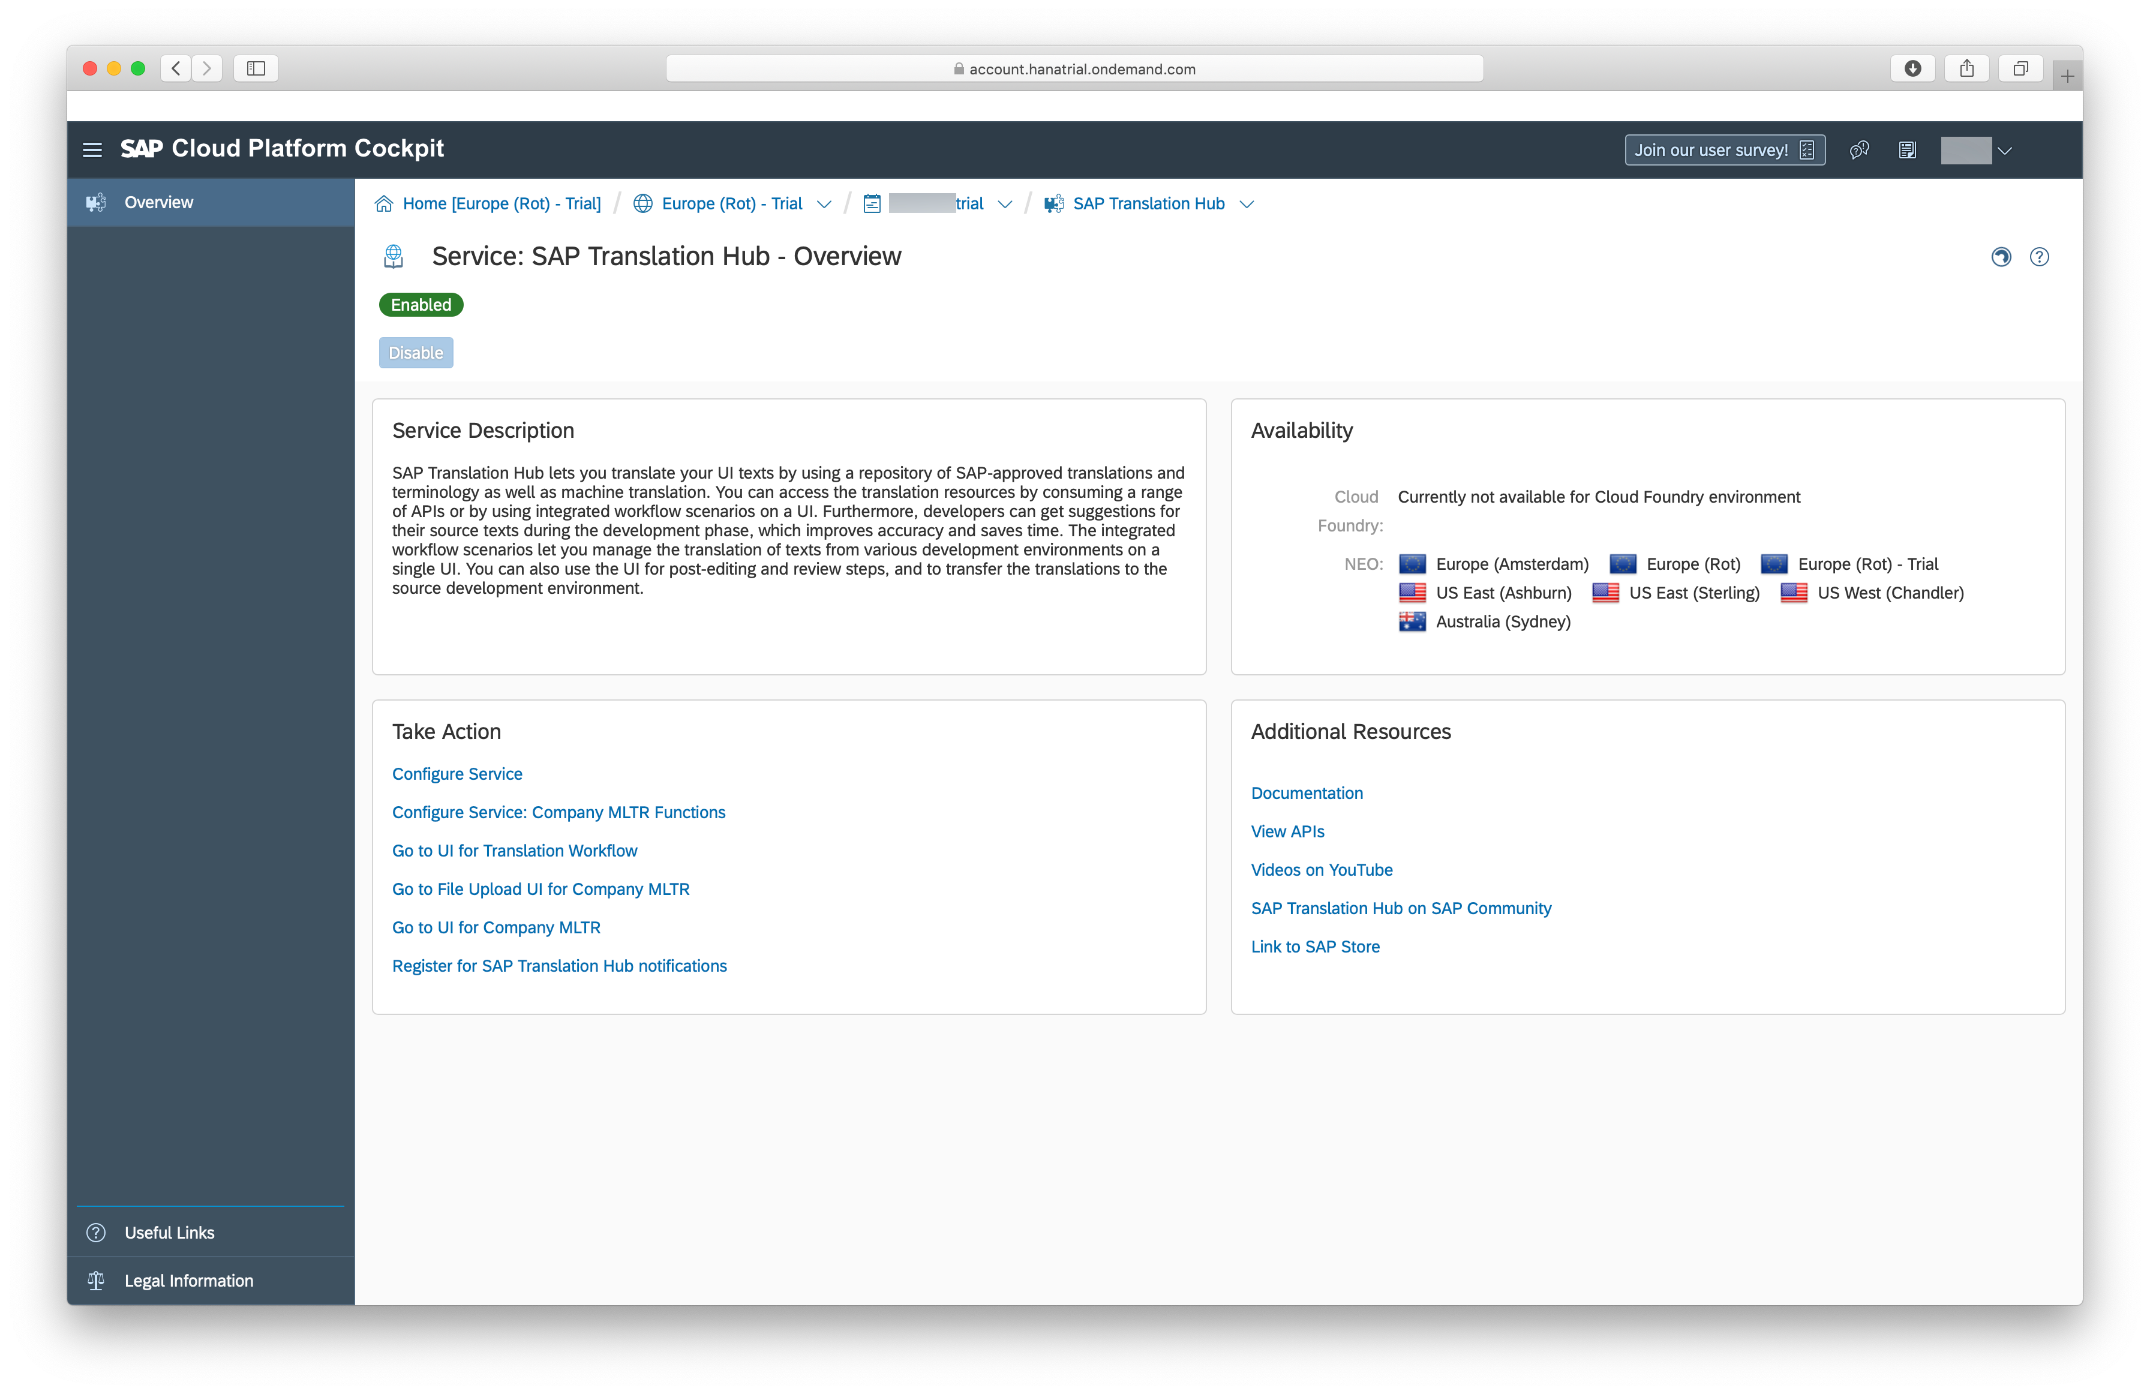 account.hanatrial.ondemand.com
SAP Cloud Platform Cockpit
Join our user survey!
Overview
Home [Europe (Rot) - Trial] / Europe (Rot) - Trial / trial / SAP Translation Hub
Service: SAP Translation Hub - Overview
Enabled
Disable
Service Description
SAP Translation Hub lets you translate your UI texts by using a repository of SAP-approved translations and
terminology as well as machine translation. You can access the translation resources by consuming a range
of APIs or by using integrated workflow scenarios on a UI. Furthermore, developers can get suggestions for
their source texts during the development phase, which improves accuracy and saves time. The integrated
workflow scenarios let you manage the translation of texts from various development environments on a
single UI. You can also use the UI for post-editing and review steps, and to transfer the translations to the
source development environment.
Availability
Cloud Foundry: Currently not available for Cloud Foundry environment
NEO: Europe (Amsterdam) Europe (Rot) Europe (Rot) - Trial
US East (Ashburn) US East (Sterling) US West (Chandler)
Australia (Sydney)
Take Action
Configure Service
Configure Service: Company MLTR Functions
Go to UI for Translation Workflow
Go to File Upload UI for Company MLTR
Go to UI for Company MLTR
Register for SAP Translation Hub notifications
Additional Resources
Documentation
View APIs
Videos on YouTube
SAP Translation Hub on SAP Community
Link to SAP Store
Useful Links
Legal Information